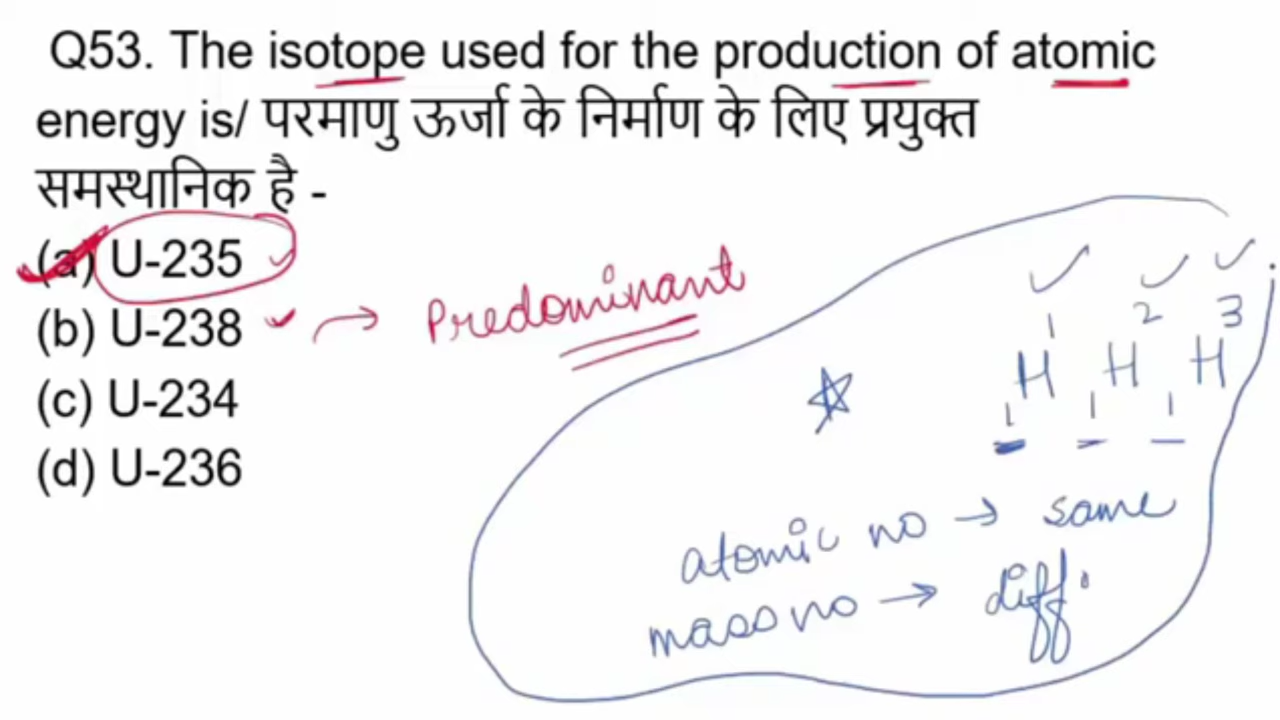 Q53. The isotope used for the production of atomic
energy is/ परमाणु ऊर्जा के निर्माण के लिए प्रयुक्त
समस्थानिक है -
(a) U-235
(b) U-238 → Predominant
(c) U-234
(d) U-236
1 2 3
H H H
1 1 1
atomic no → same
mass no → diff.